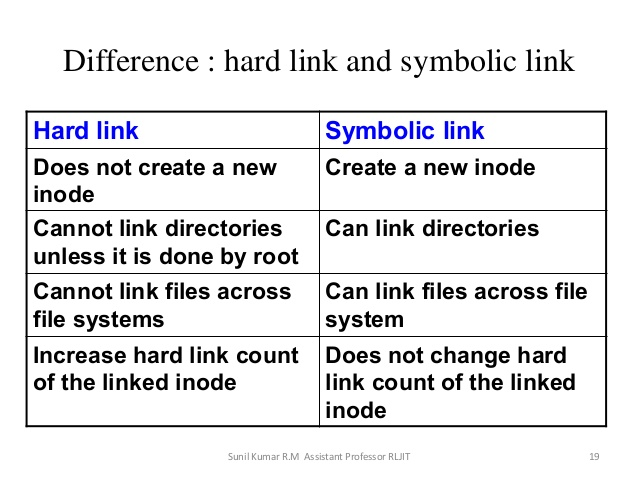 Difference : hard link and symbolic link
Hard link
Symbolic link
Does not create a new
inode
Create a new inode
Cannot link directories
unless it is done by root
Can link directories
Cannot link files across
file systems
Can link files across file
system
Increase hard link count
of the linked inode
Does not change hard
link count of the linked
inode
Sunil Kumar R.M Assistant Professor RLJIT
19